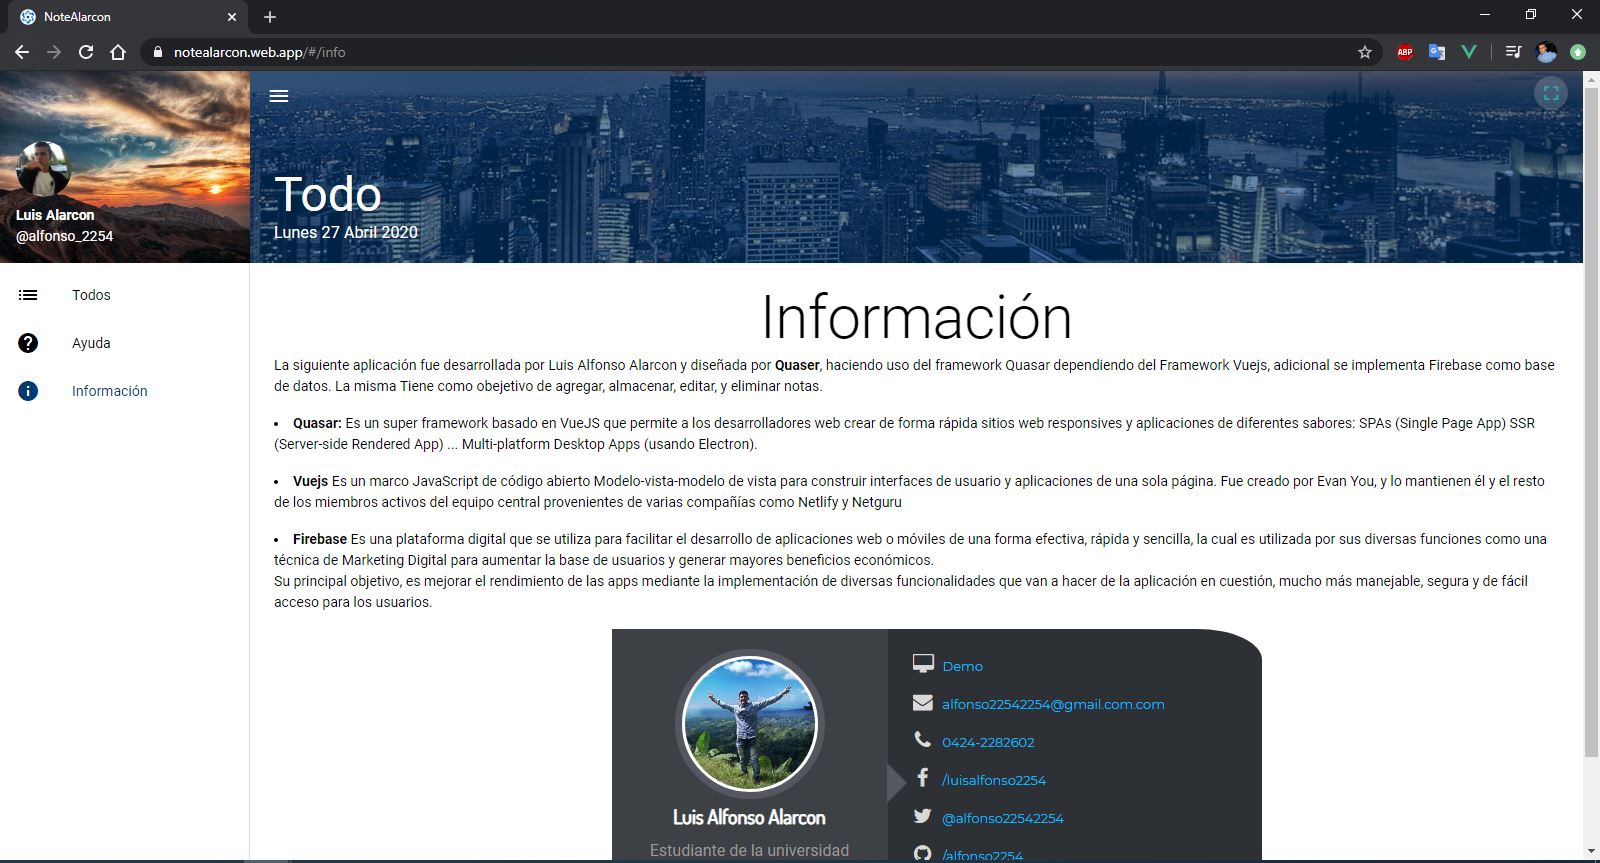 NoteAlarcon
notealarcon.web.app/#/info
ABP
Luis Alarcon
@alfonso_2254
Todo
Lunes 27 Abril 2020
Todos
Ayuda
Información
Información
La siguiente aplicación fue desarrollada por Luis Alfonso Alarcon y diseñada por Quaser, haciendo uso del framework Quasar dependiendo del Framework Vuejs, adicional se implementa Firebase como base
de datos. La misma Tiene como obejetivo de agregar, almacenar, editar, y eliminar notas.
• Quasar: Es un super framework basado en VueJS que permite a los desarrolladores web crear de forma rápida sitios web responsives y aplicaciones de diferentes sabores: SPAs (Single Page App) SSR
(Server-side Rendered App) ... Multi-platform Desktop Apps (usando Electron).
• Vuejs Es un marco JavaScript de código abierto Modelo-vista-modelo de vista para construir interfaces de usuario y aplicaciones de una sola página. Fue creado por Evan You, y lo mantienen él y el resto
de los miembros activos del equipo central provenientes de varias compañías como Netlify y Netguru
• Firebase Es una plataforma digital que se utiliza para facilitar el desarrollo de aplicaciones web o móviles de una forma efectiva, rápida y sencilla, la cual es utilizada por sus diversas funciones como una
técnica de Marketing Digital para aumentar la base de usuarios y generar mayores beneficios económicos.
Su principal objetivo, es mejorar el rendimiento de las apps mediante la implementación de diversas funcionalidades que van a hacer de la aplicación en cuestión, mucho más manejable, segura y de fácil
acceso para los usuarios.
Luis Alfonso Alarcon
Estudiante de la universidad
Demo
alfonso22542254@gmail.com.com
0424-2282602
/luisalfonso2254
@alfonso22542254
/alfonso2254